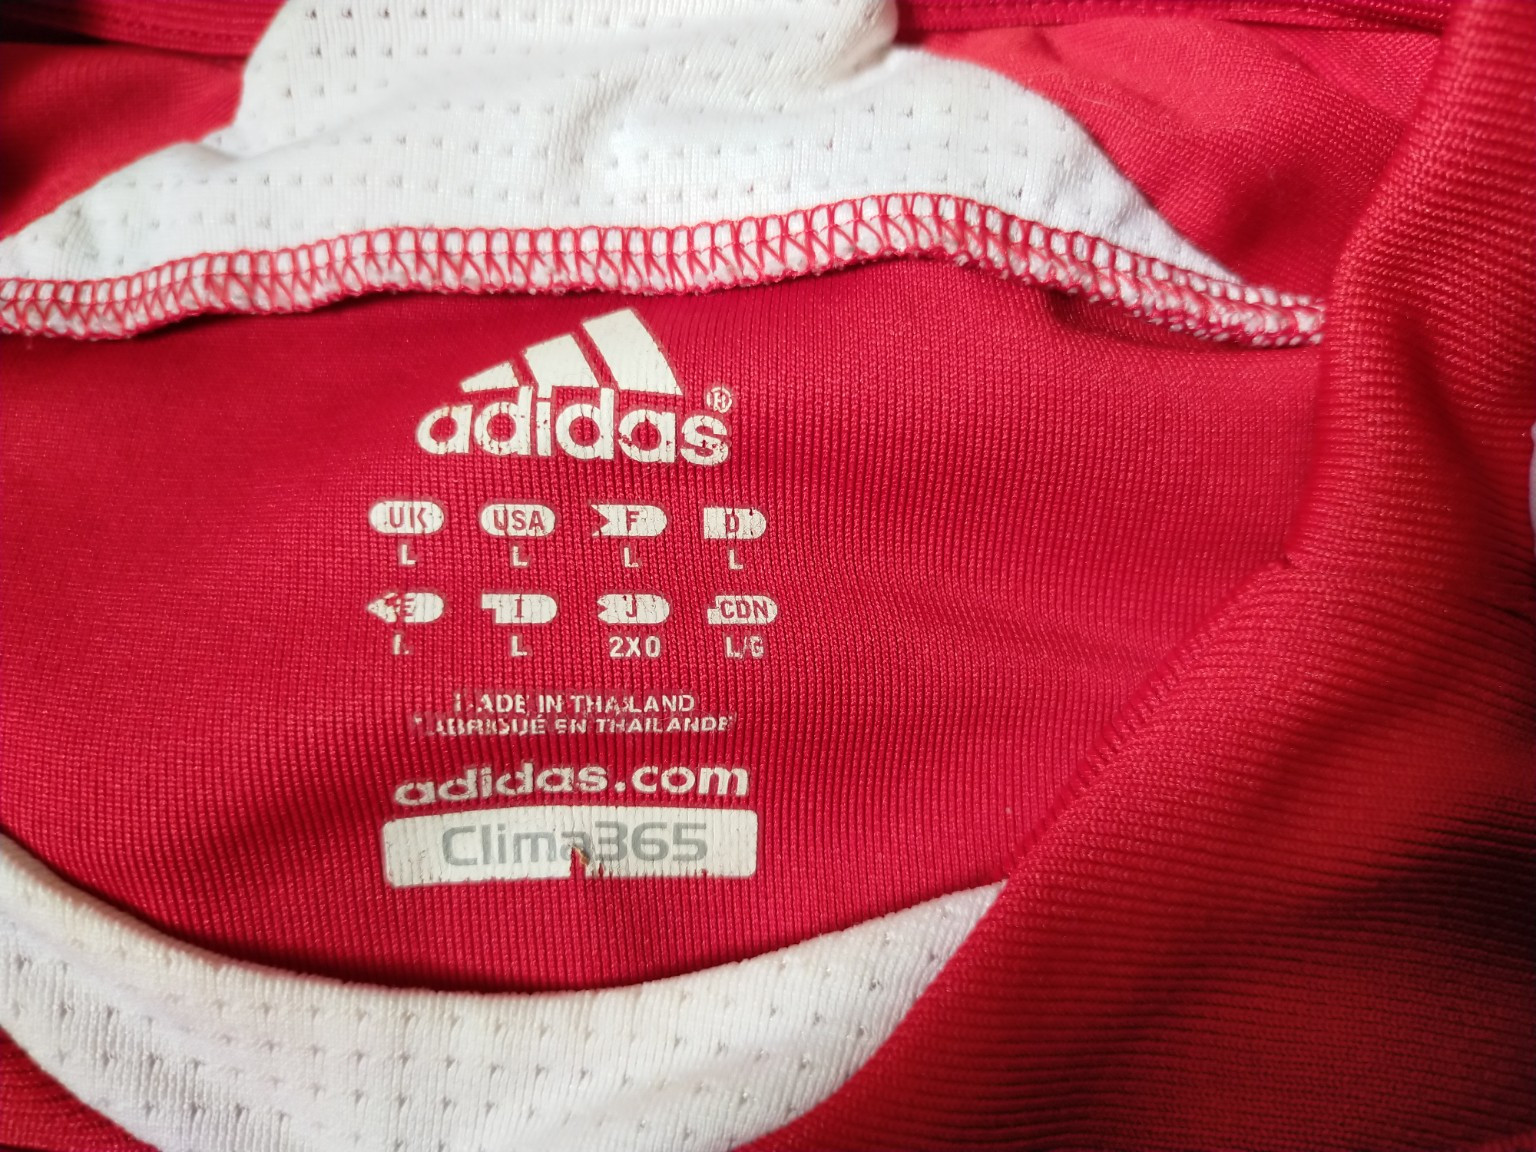 adidas®
UK USA F D
L L L L
E I J CDN
L 2XO L/G
MADE IN THAILAND
FABRIQUÉ EN THAILANDE
adidas.com
Clima365